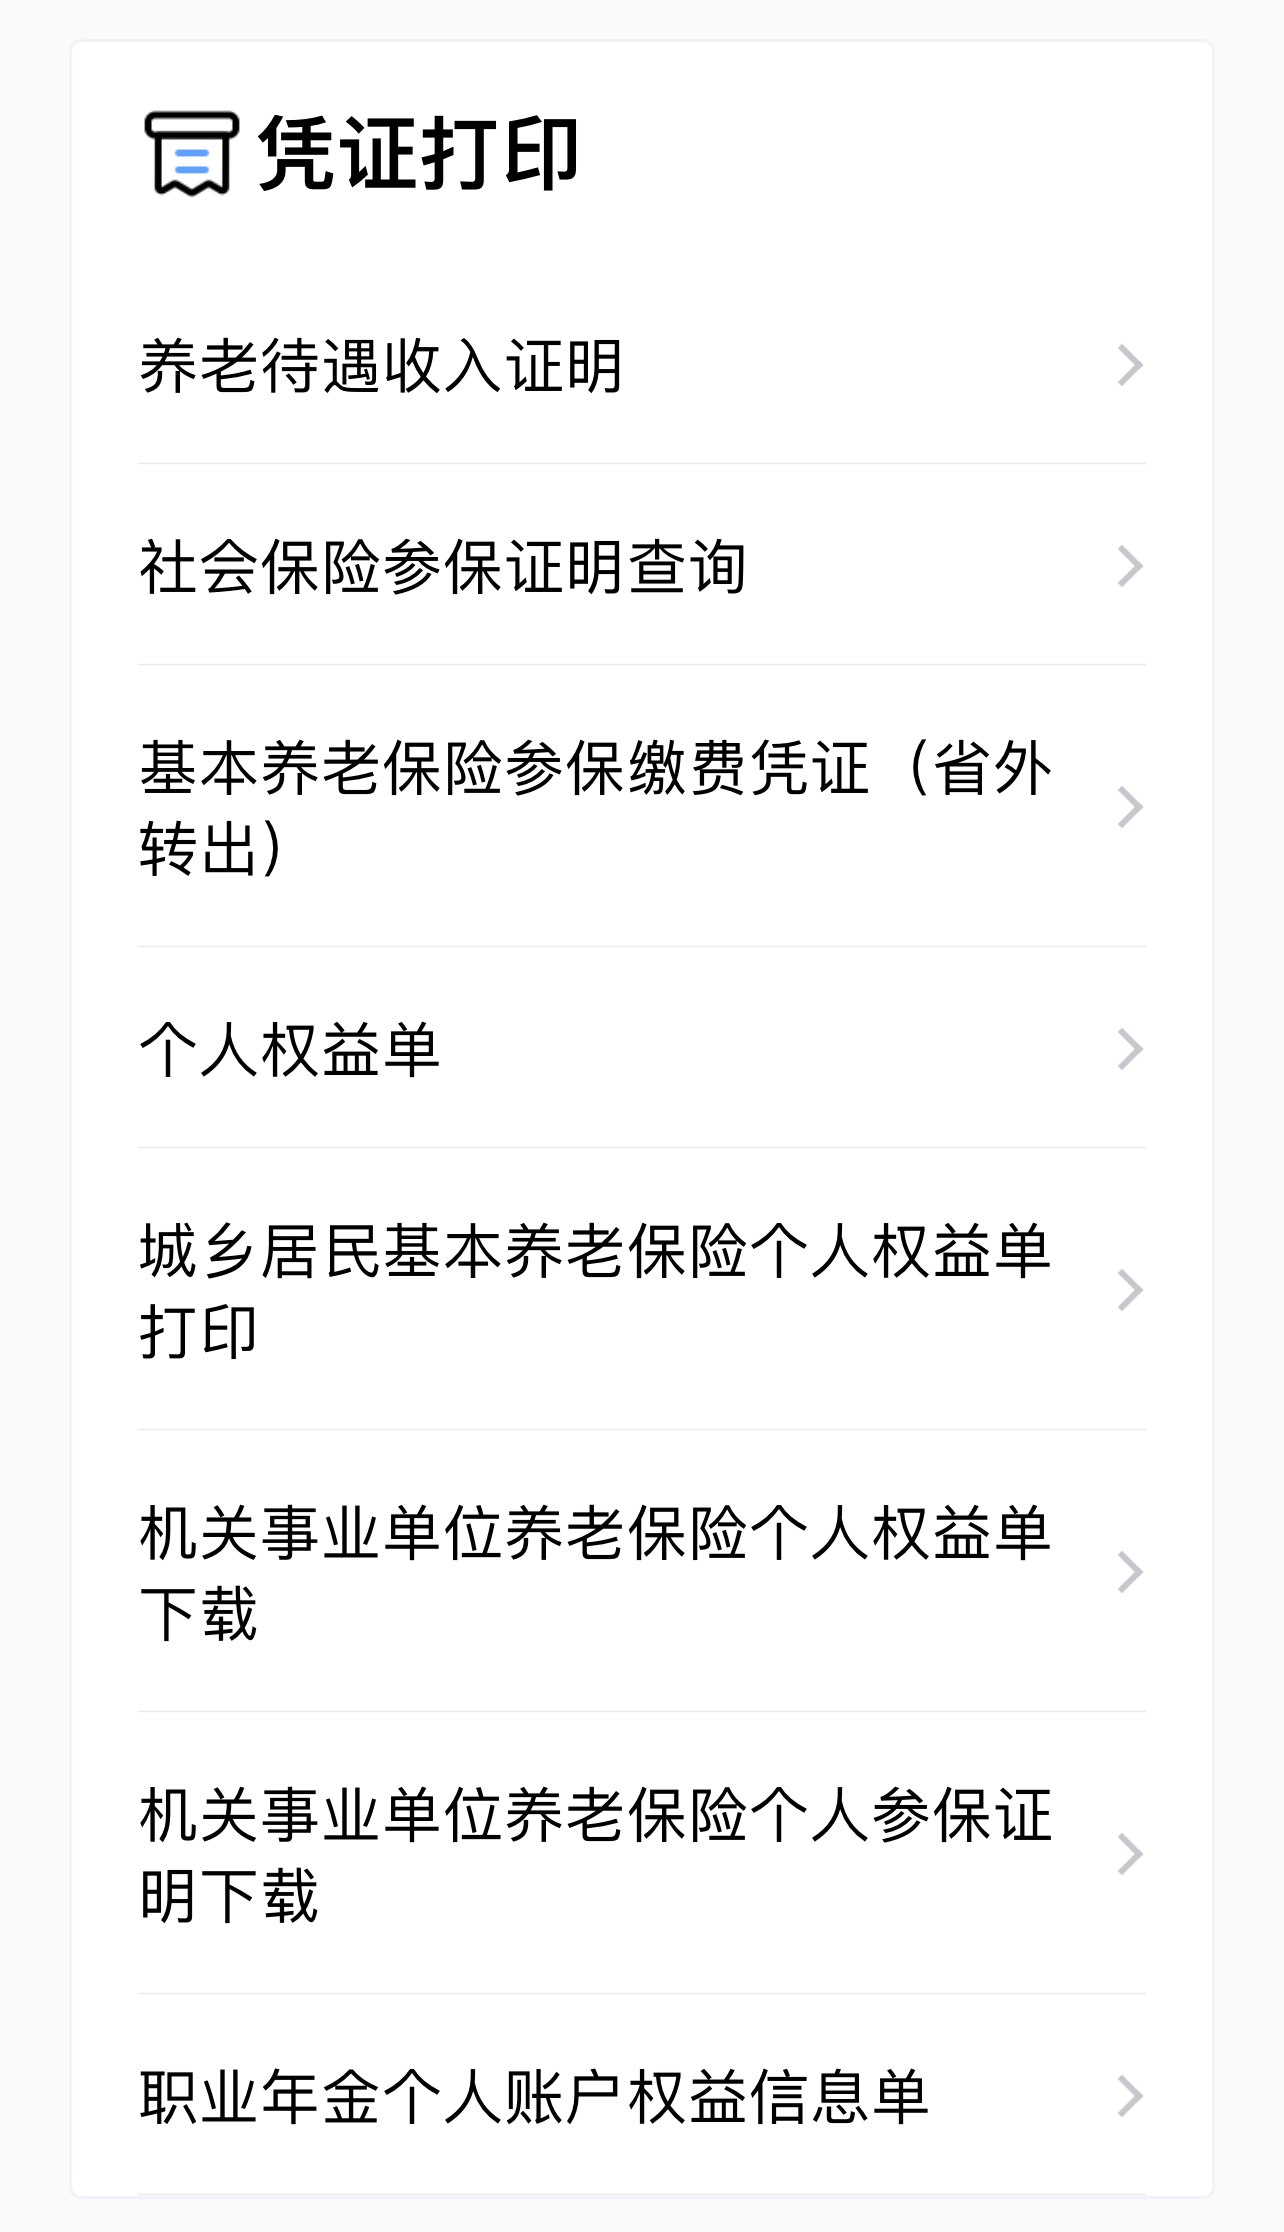 凭证打印
养老待遇收入证明
社会保险参保证明查询
基本养老保险参保缴费凭证（省外
转出）
个人权益单
城乡居民基本养老保险个人权益单
打印
机关事业单位养老保险个人权益单
下载
机关事业单位养老保险个人参保证
明下载
职业年金个人账户权益信息单